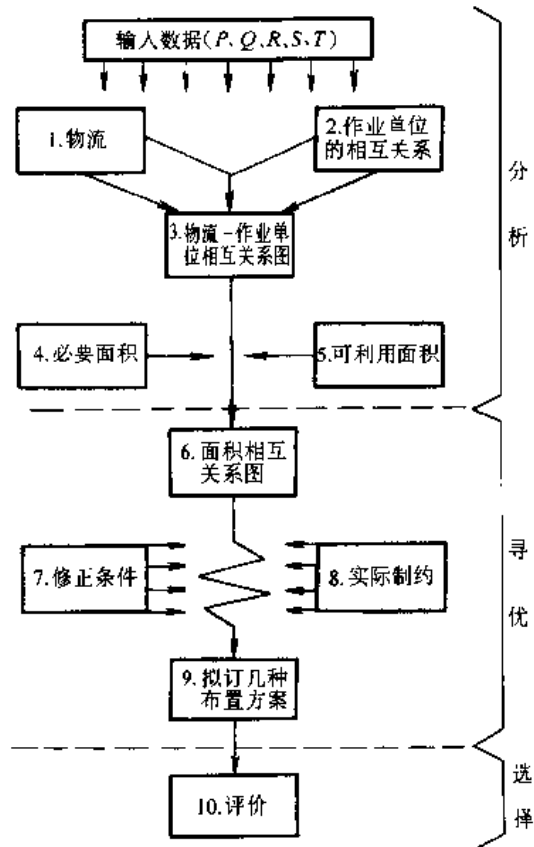 输人数据(P、Q、R、S、T)
1.物流
2.作业单位
的相互关系
3.物流-作业单
位相互关系图
4.必要面积
5.可利用面积
6.面积相互
关系图
7.修正条件
8.实际制约
9.拟订几种
布置方案
10.评价
分
析
寻
优
选
择